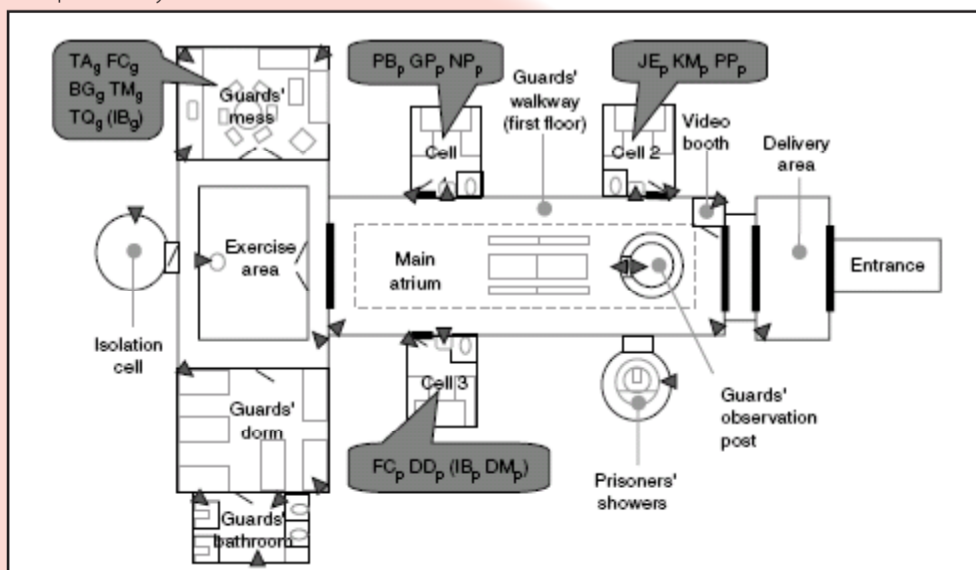 TAg FCg
BGg TMg
TQg (IBg)
Guards'
mess
PBp GPp NPp
Cell
Guards'
walkway
(first floor)
JEp KMp PPp
Cell 2
Video
booth
Delivery
area
Exercise
area
Main
atrium
Entrance
Isolation
cell
Cell 3
Guards'
dorm
Guards'
observation
post
FCp DDp (IBp DMp)
Prisoners'
showers
Guards'
bathroom